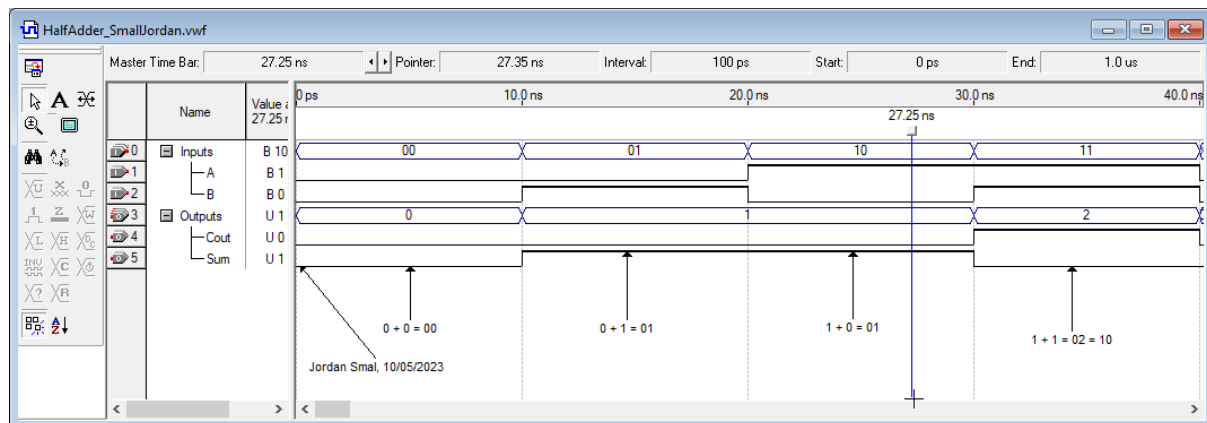 HalfAdder_SmallJordan.vwf
Master Time Bar: 27.25 ns Pointer: 27.35 ns Interval: 100 ps Start: 0 ps End: 1.0 us
Name Value a 27.25 r
0 ps 10.0 ns 20.0 ns 30.0 ns 40.0 ns
27.25 ns
0 Inputs B 10 00 01 10 11
1 A B 1
2 B B 0
3 Outputs U 1 0 1 2
4 Cout U 0
5 Sum U 1
0 + 0 = 00 0 + 1 = 01 1 + 0 = 01
1 + 1 = 02 = 10
Jordan Smal, 10/05/2023